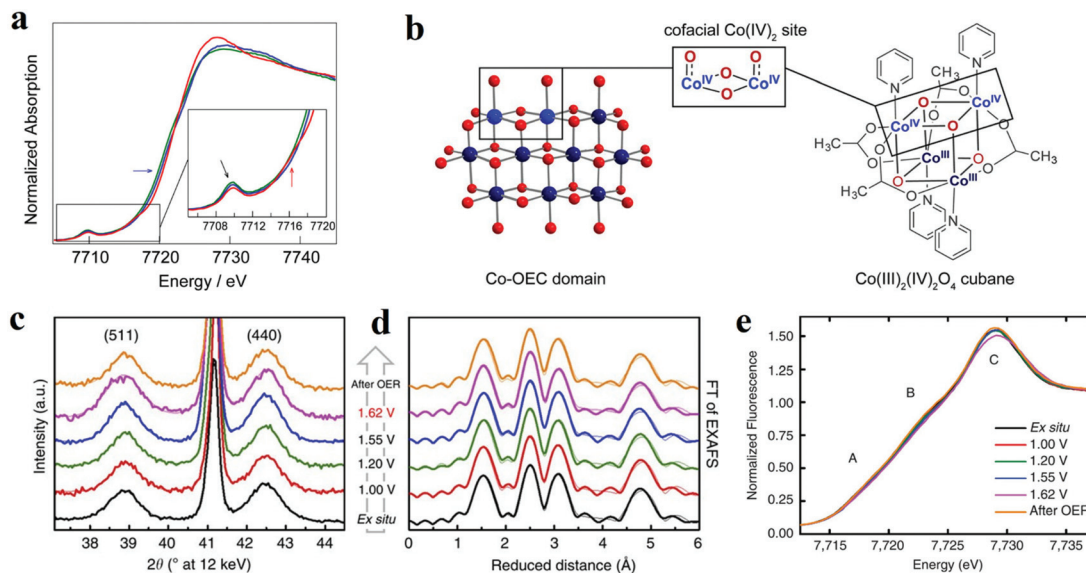 a
Normalized Absorption
7708 7712 7716 7720
7710 7720 7730 7740
Energy / eV
b
cofacial Co(IV)2 site
O O
CoIV O CoIV
O
Co-OEC domain
N N
H3C O O CH3
O CoIV
CoIV O
O O O
CoIII
O CoIII O
H3C O O CH3
N N
Co(III)2(IV)2O4 cubane
c
(511) (440)
Intensity (a.u.)
38 39 40 41 42 43 44
2θ (° at 12 keV)
After OER
1.62 V
1.55 V
1.20 V
1.00 V
Ex situ
d
FT of EXAFS
0 1 2 3 4 5 6
Reduced distance (Å)
e
Normalized Fluorescence
1.50
1.25
1.00
0.75
0.50
0.25
0.00
A
B
C
Ex situ
1.00 V
1.20 V
1.55 V
1.62 V
After OER
7,715 7,720 7,725 7,730 7,735
Energy (eV)